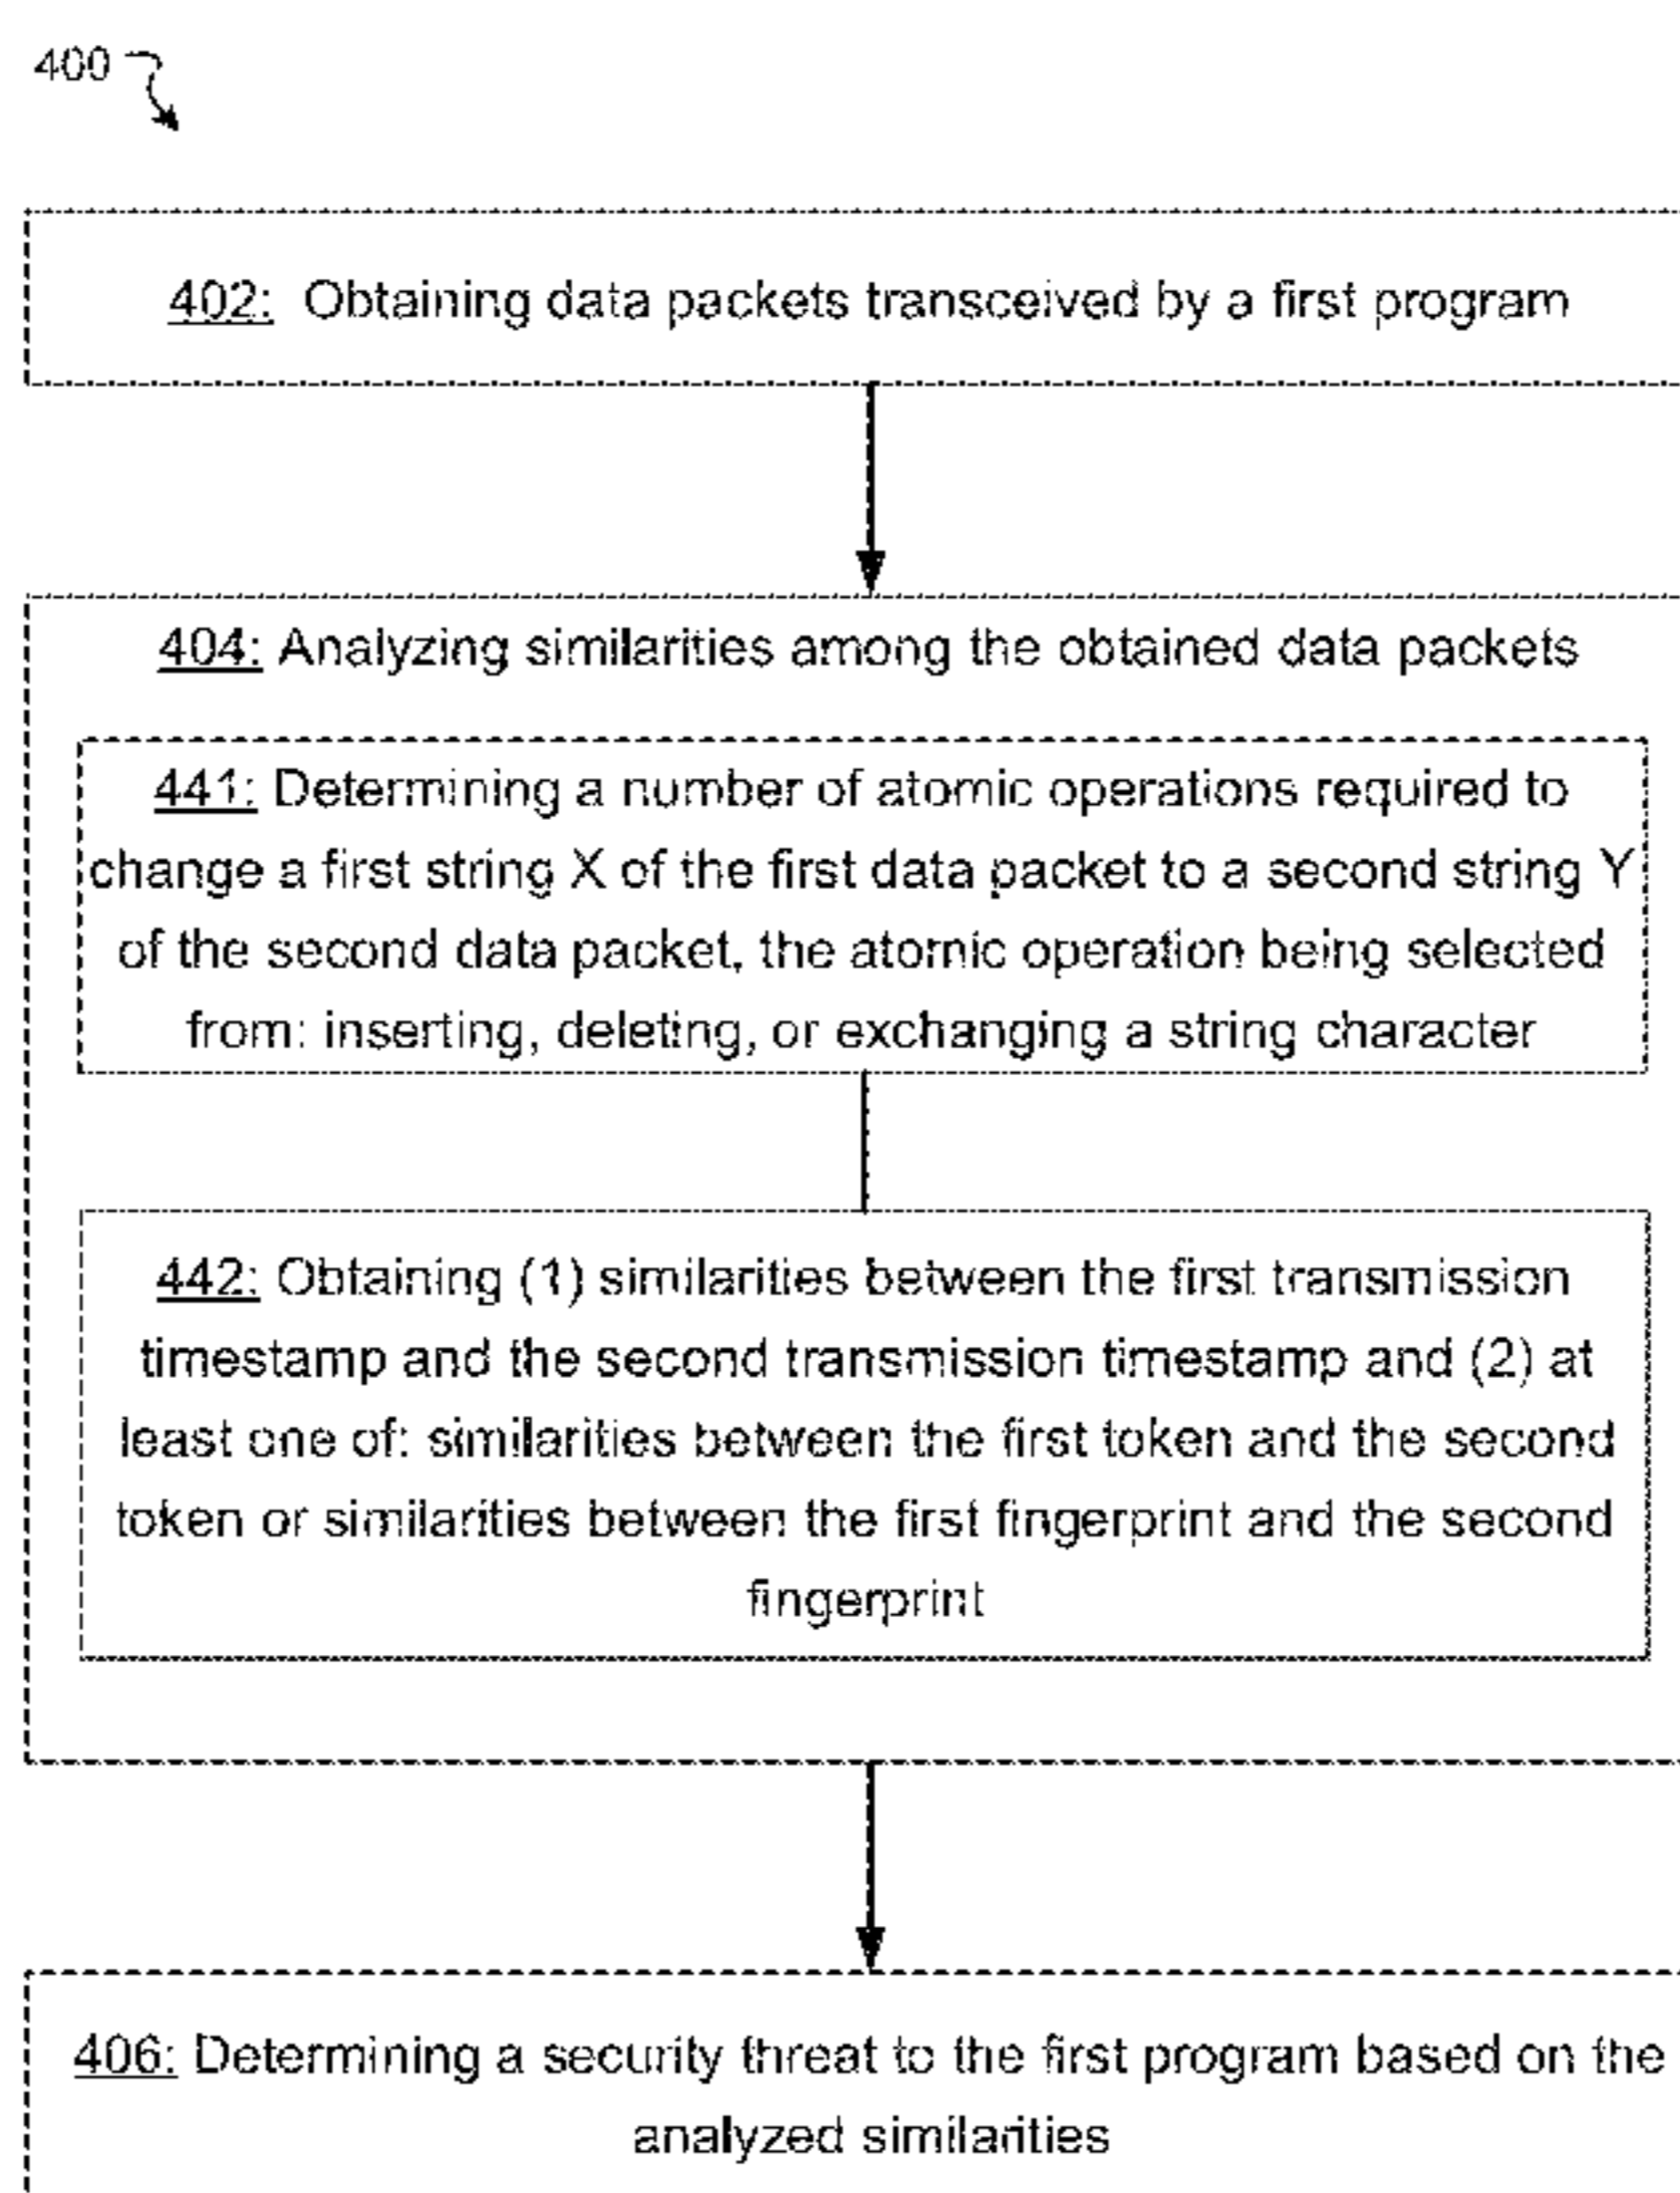 400
402: Obtaining data packets transceived by a first program
404: Analyzing similarities among the obtained data packets
441: Determining a number of atomic operations required to
change a first string X of the first data packet to a second string Y
of the second data packet, the atomic operation being selected
from: inserting, deleting, or exchanging a string character
442: Obtaining (1) similarities between the first transmission
timestamp and the second transmission timestamp and (2) at
least one of: similarities between the first token and the second
token or similarities between the first fingerprint and the second
fingerprint
406: Determining a security threat to the first program based on the
analyzed similarities